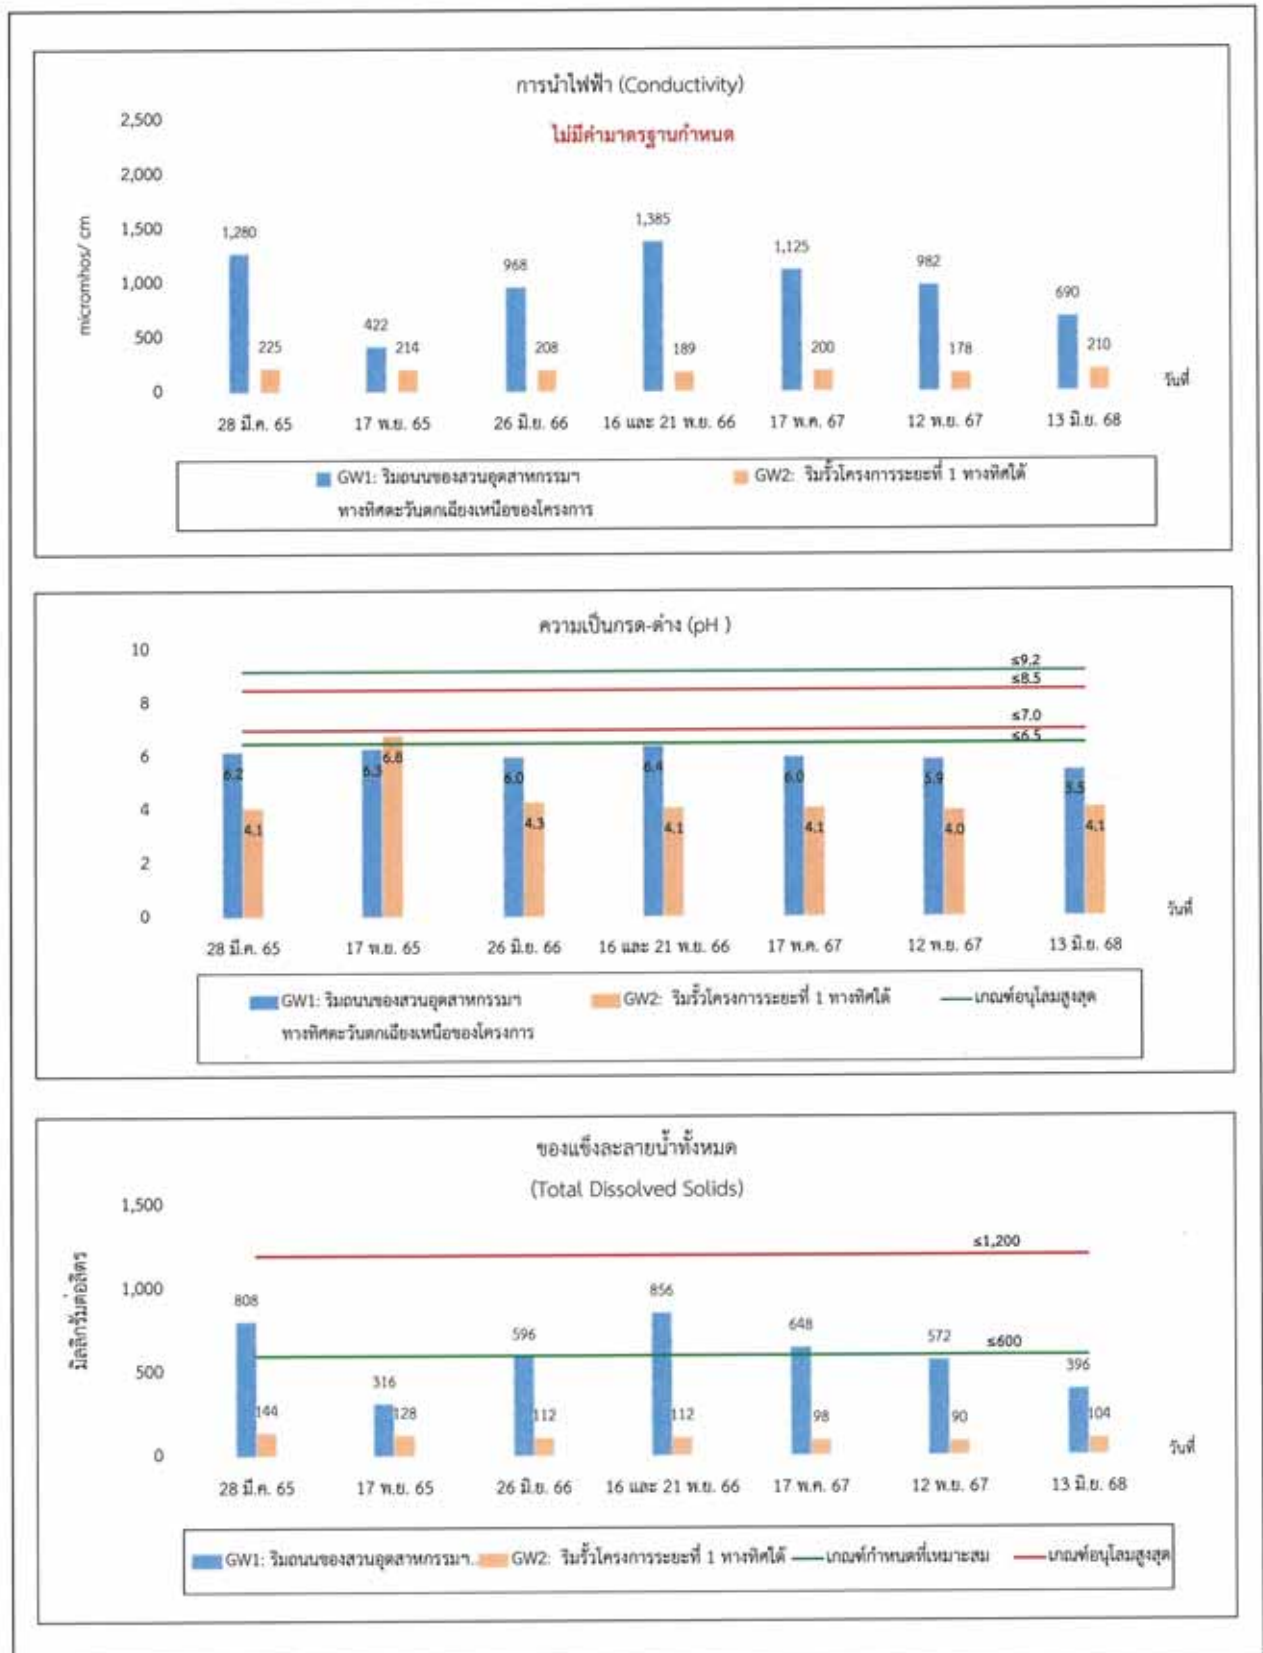 การนำไฟฟ้า (Conductivity)
ไม่มีค่ามาตรฐานกำหนด
micromhos/ cm
2,500
2,000
1,500
1,000
500
0
1,280
225
422
214
968
208
1,385
189
1,125
200
982
178
690
210
วันที่
28 มี.ค. 65
17 พ.ย. 65
26 มิ.ย. 66
16 และ 21 พ.ย. 66
17 พ.ค. 67
12 พ.ย. 67
13 มิ.ย. 68
GW1: ริมถนนของสวนอุตสาหกรรมฯ
ทางทิศตะวันตกเฉียงเหนือของโครงการ
GW2: ริมรั้วโครงการระยะที่ 1 ทางทิศใต้
ความเป็นกรด-ด่าง (pH )
10
8
6
4
2
0
≤9.2
≤8.5
≤7.0
≤6.5
6.2
4.1
6.3
6.8
6.0
4.3
6.4
4.1
6.0
4.1
5.9
4.0
5.5
4.1
วันที่
28 มี.ค. 65
17 พ.ย. 65
26 มิ.ย. 66
16 และ 21 พ.ย. 66
17 พ.ค. 67
12 พ.ย. 67
13 มิ.ย. 68
GW1: ริมถนนของสวนอุตสาหกรรมฯ
ทางทิศตะวันตกเฉียงเหนือของโครงการ
GW2: ริมรั้วโครงการระยะที่ 1 ทางทิศใต้
เกณฑ์อนุโลมสูงสุด
ของแข็งละลายน้ำทั้งหมด
(Total Dissolved Solids)
มิลลิกรัมต่อลิตร
1,500
1,000
500
0
≤1,200
≤600
808
144
316
128
596
112
856
112
648
98
572
90
396
104
วันที่
28 มี.ค. 65
17 พ.ย. 65
26 มิ.ย. 66
16 และ 21 พ.ย. 66
17 พ.ค. 67
12 พ.ย. 67
13 มิ.ย. 68
GW1: ริมถนนของสวนอุตสาหกรรมฯ...
GW2: ริมรั้วโครงการระยะที่ 1 ทางทิศใต้
เกณฑ์กำหนดที่เหมาะสม
เกณฑ์อนุโลมสูงสุด